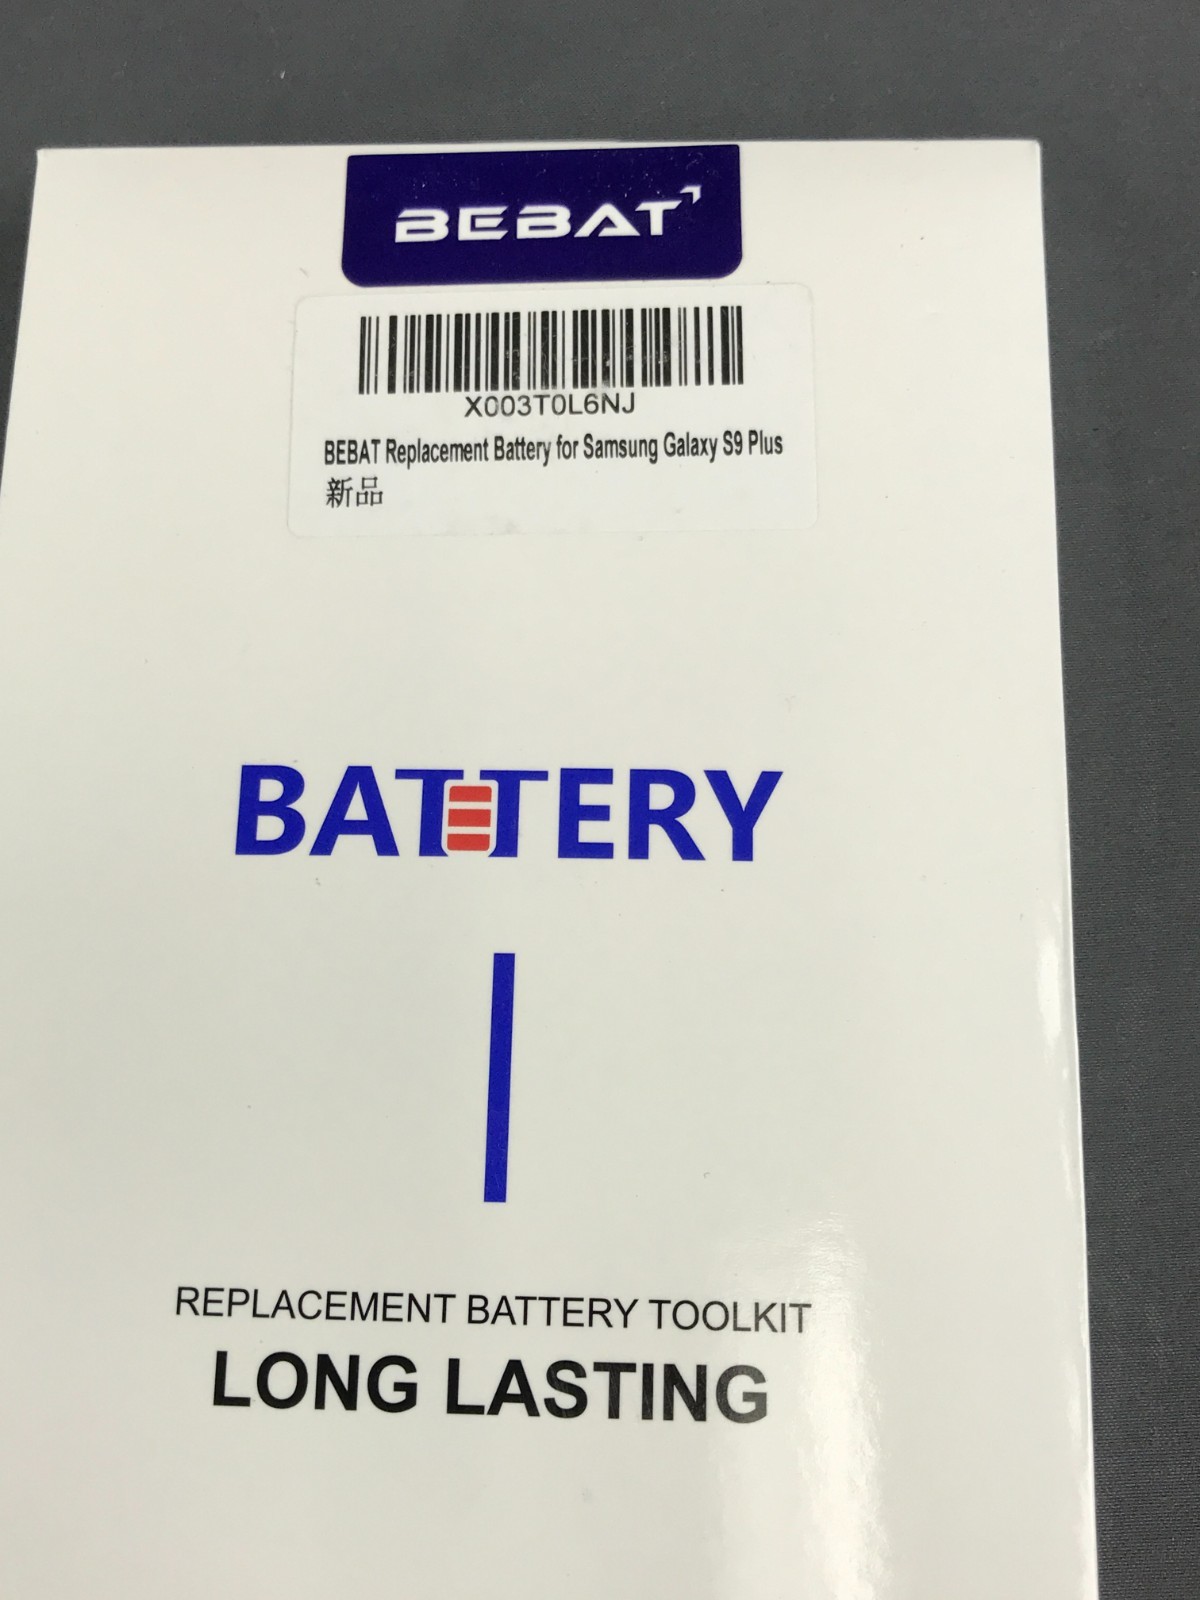 BEBAT
X003T0L6NJ
BEBAT Replacement Battery for Samsung Galaxy S9 Plus
新品
BATTERY
REPLACEMENT BATTERY TOOLKIT
LONG LASTING